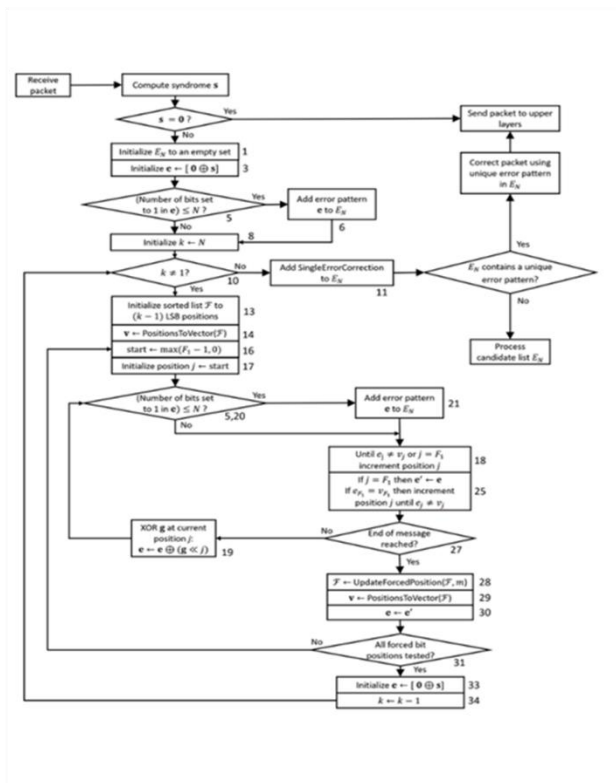 Receive
packet
Compute syndrome s
s = 0 ?
Yes
No
Send packet to upper
layers
Initialize E_N to an empty set
1
Initialize e ← [0 ⊕ s]
3
Correct packet using
unique error pattern
in E_N
(Number of bits set
to 1 in e) ≤ N ?
Yes
5
No
Add error pattern
e to E_N
6
8
Initialize k ← N
k ≠ 1?
No
10
Yes
Add SingleErrorCorrection
to E_N
11
Yes
E_N contains a unique
error pattern?
No
Initialize sorted list ℱ to
(k − 1) LSB positions
13
v ← PositionsToVector(ℱ)
14
start ← max(F₁ − 1, 0)
16
Initialize position j ← start
17
Process
candidate list E_N
(Number of bits set
to 1 in e) ≤ N ?
Yes
5,20
No
Add error pattern
e to E_N
21
Until e_j ≠ v_j or j = F₁
increment position j
18
If j = F₁ then e' ← e
If e_F₁ = v_F₁ then increment
position j until e_j ≠ v_j
25
XOR g at current
position j:
e ← e ⊕ (g ≪ j)
19
No
End of message
reached?
27
Yes
ℱ ← UpdateForcedPosition(ℱ, m)
28
v ← PositionsToVector(ℱ)
29
e ← e'
30
No
All forced bit
positions tested?
31
Yes
Initialize e ← [0 ⊕ s]
33
k ← k − 1
34